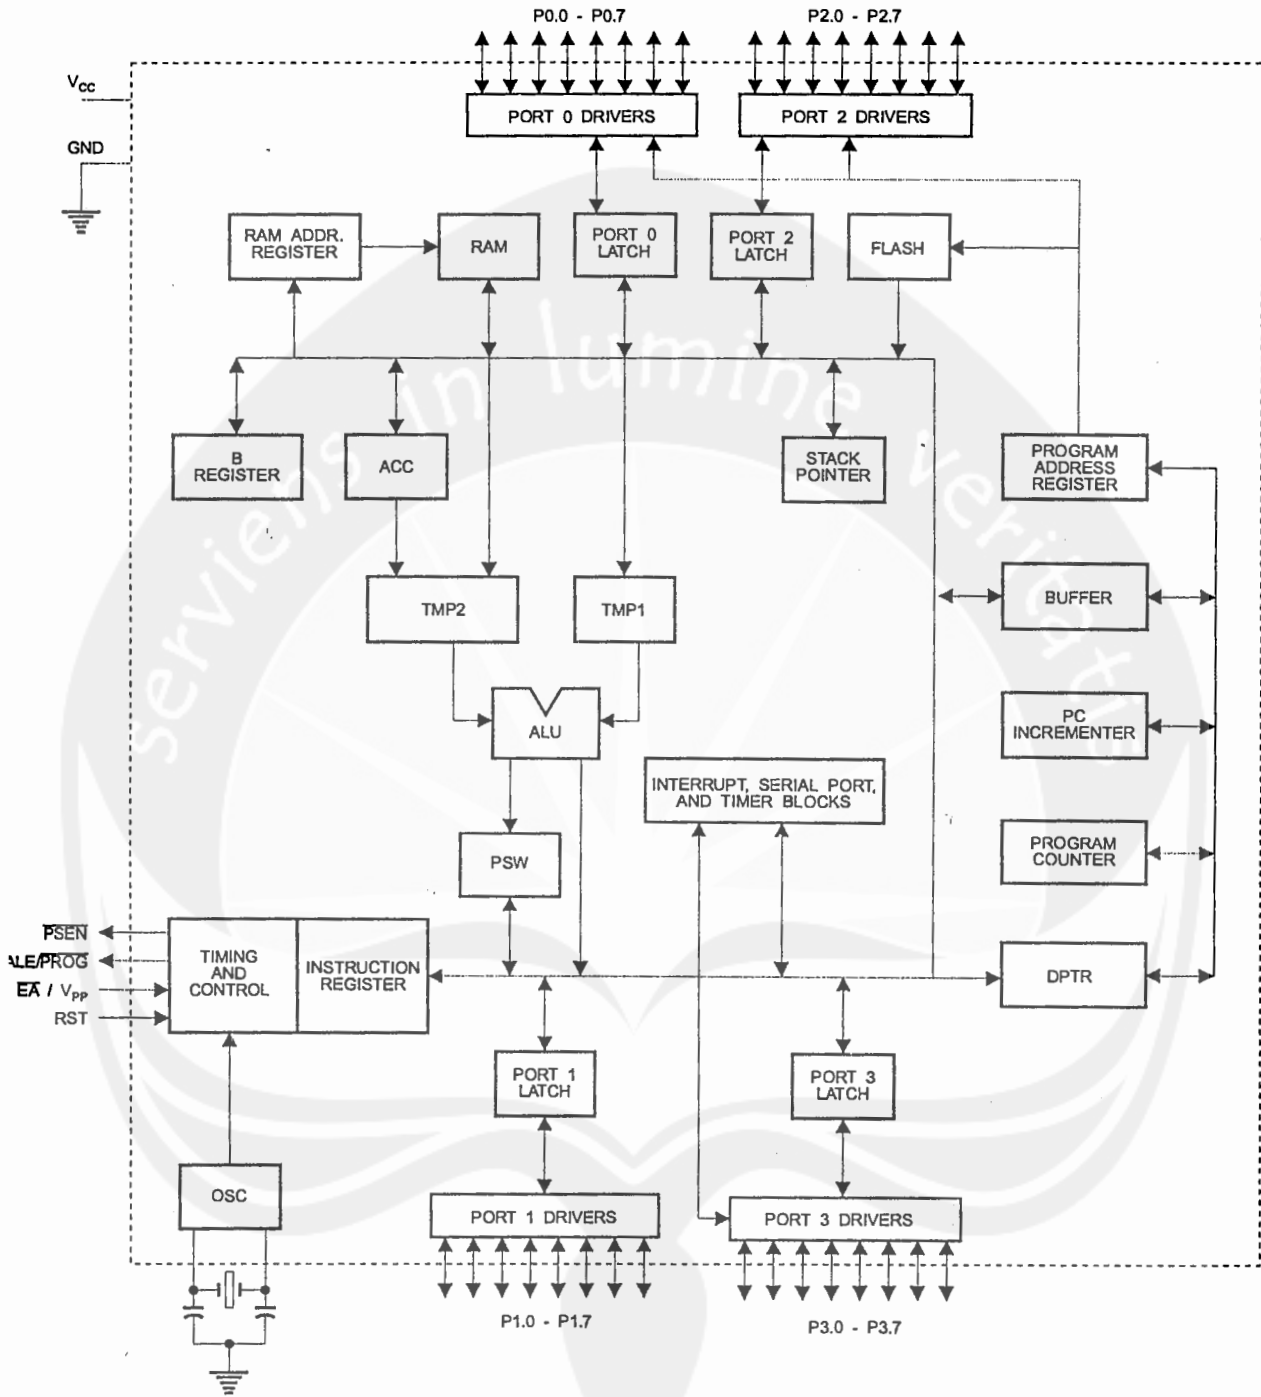 P0.0 - P0.7
P2.0 - P2.7
VCC
GND
PORT 0 DRIVERS
PORT 2 DRIVERS
RAM ADDR.
REGISTER
RAM
PORT 0
LATCH
PORT 2
LATCH
FLASH
B
REGISTER
ACC
STACK
POINTER
PROGRAM
ADDRESS
REGISTER
TMP2
TMP1
BUFFER
ALU
PC
INCREMENTER
INTERRUPT, SERIAL PORT,
AND TIMER BLOCKS
PSW
PROGRAM
COUNTER
PSEN
ALE/PROG
EA / VPP
RST
TIMING
AND
CONTROL
INSTRUCTION
REGISTER
DPTR
PORT 1
LATCH
PORT 3
LATCH
OSC
PORT 1 DRIVERS
PORT 3 DRIVERS
P1.0 - P1.7
P3.0 - P3.7
serviens in lumine veritatis